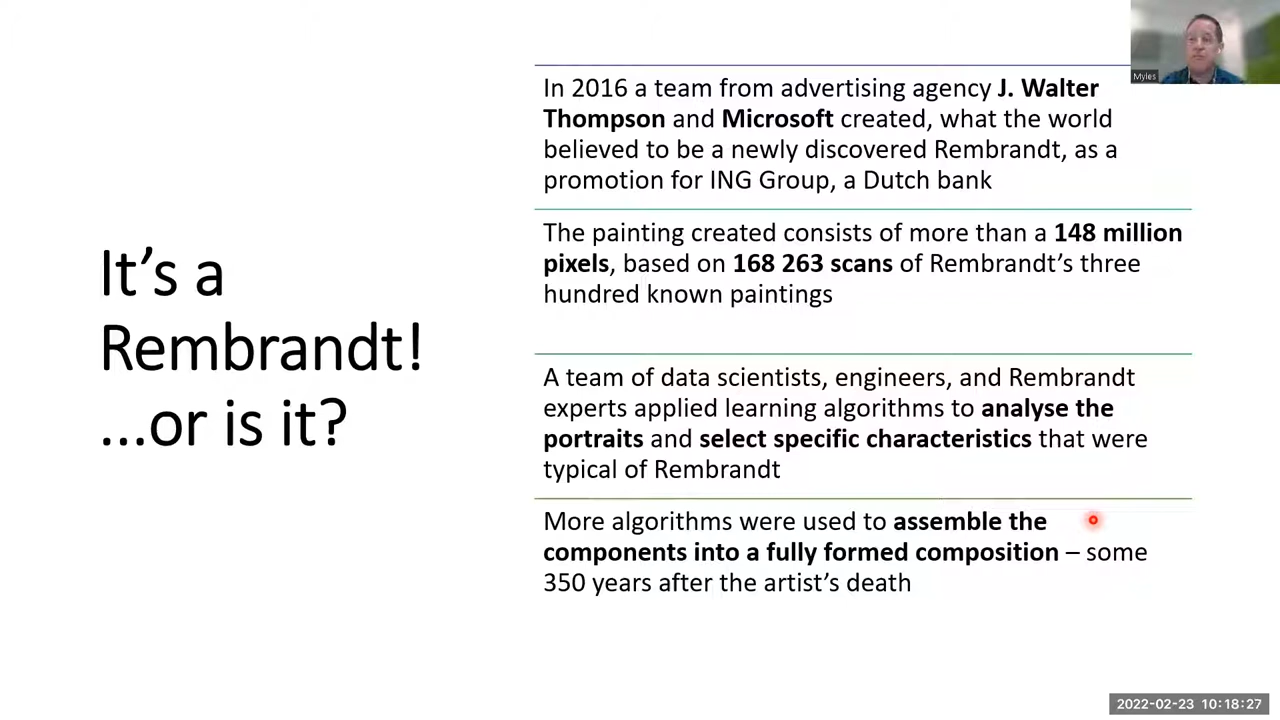 It's a
Rembrandt!
...or is it?
In 2016 a team from advertising agency J. Walter
Thompson and Microsoft created, what the world
believed to be a newly discovered Rembrandt, as a
promotion for ING Group, a Dutch bank
The painting created consists of more than a 148 million
pixels, based on 168 263 scans of Rembrandt's three
hundred known paintings
A team of data scientists, engineers, and Rembrandt
experts applied learning algorithms to analyse the
portraits and select specific characteristics that were
typical of Rembrandt
More algorithms were used to assemble the
components into a fully formed composition – some
350 years after the artist's death
Myles
2022-02-23 10:18:27